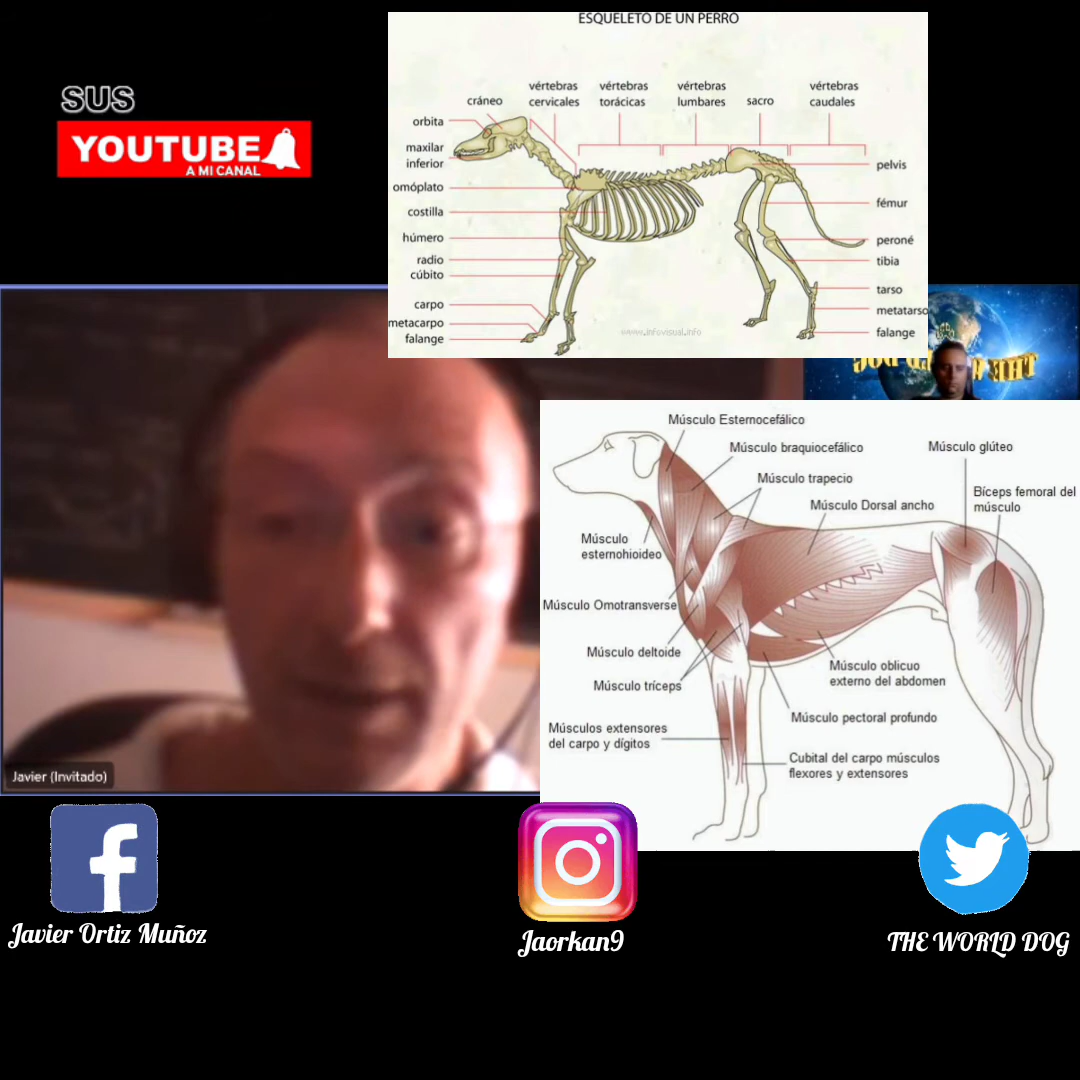 ESQUELETO DE UN PERRO
SUS
YOUTUBE
A MI CANAL
cráneo
vértebras
cervicales
vértebras
torácicas
vértebras
lumbares
sacro
vértebras
caudales
orbita
maxilar
inferior
omóplato
costilla
húmero
radio
cúbito
carpo
metacarpo
falange
pelvis
fémur
peroné
tibia
tarso
metatarso
falange
www.infovisual.info
Músculo Esternocefálico
Músculo braquiocefálico
Músculo glúteo
Músculo trapecio
Bíceps femoral del
músculo
Músculo Dorsal ancho
Músculo
esternohioideo
Músculo Omotransverse
Músculo deltoide
Músculo tríceps
Músculo oblicuo
externo del abdomen
Músculo pectoral profundo
Músculos extensores
del carpo y dígitos
Cubital del carpo músculos
flexores y extensores
Javier (Invitado)
Javier Ortiz Muñoz
Jaorkan9
THE WORLD DOG